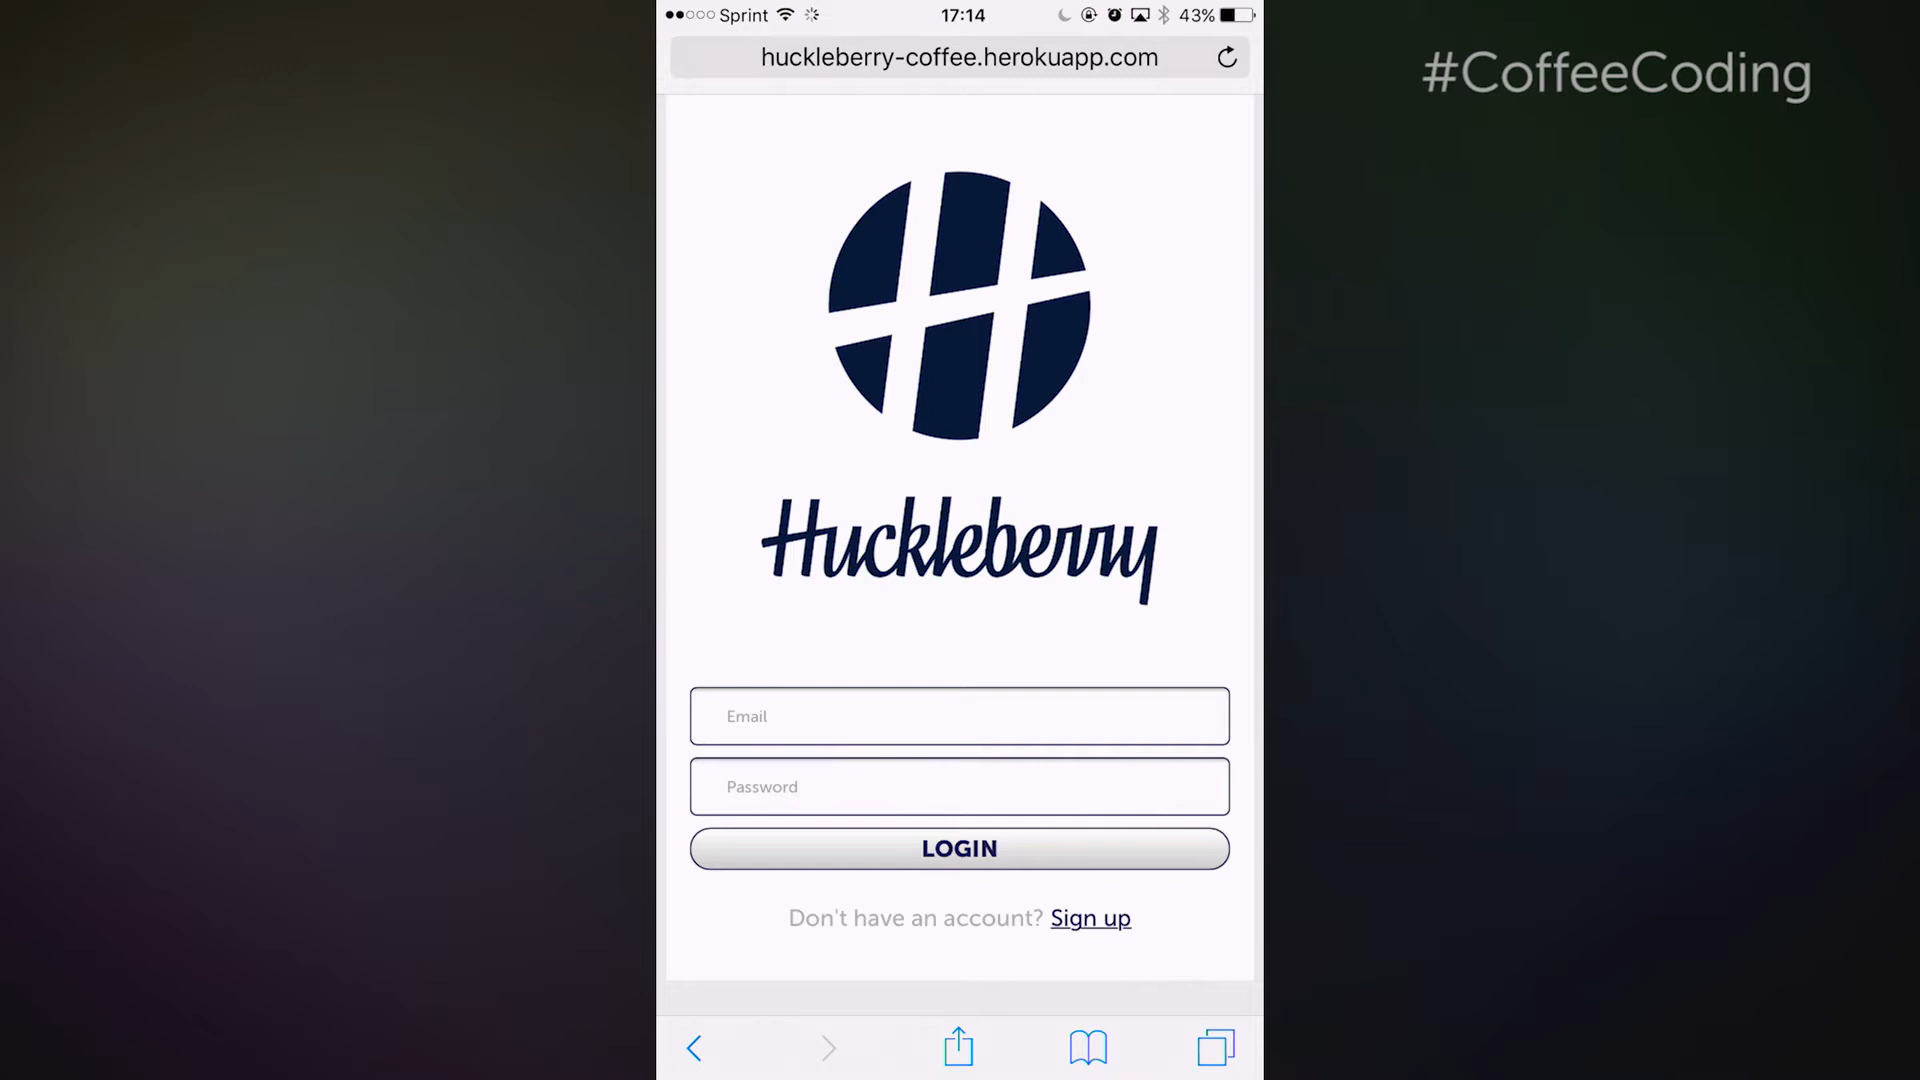 Sprint 17:14 43%
huckleberry-coffee.herokuapp.com
#CoffeeCoding
H
Huckleberry
Email
Password
LOGIN
Don't have an account? Sign up